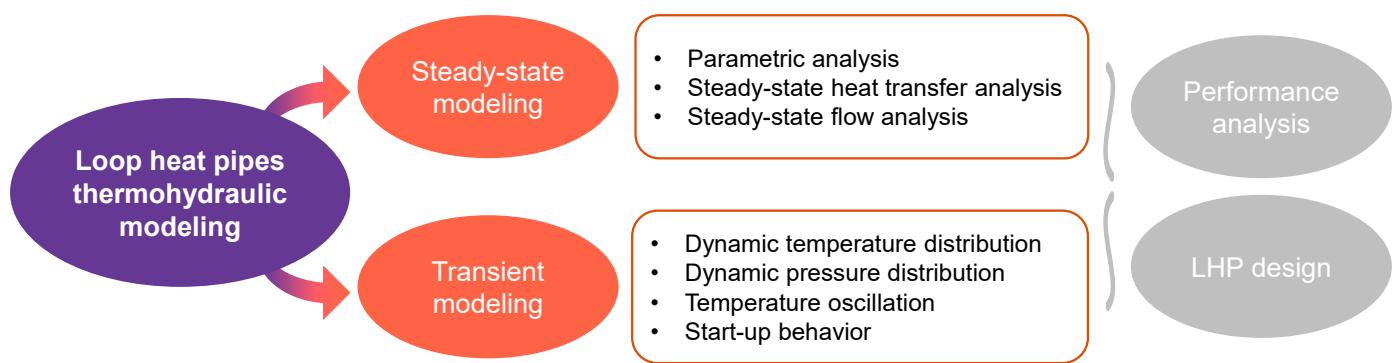 Loop heat pipes
thermohydraulic
modeling
Steady-state
modeling
• Parametric analysis
• Steady-state heat transfer analysis
• Steady-state flow analysis
Transient
modeling
• Dynamic temperature distribution
• Dynamic pressure distribution
• Temperature oscillation
• Start-up behavior
Performance
analysis
LHP design